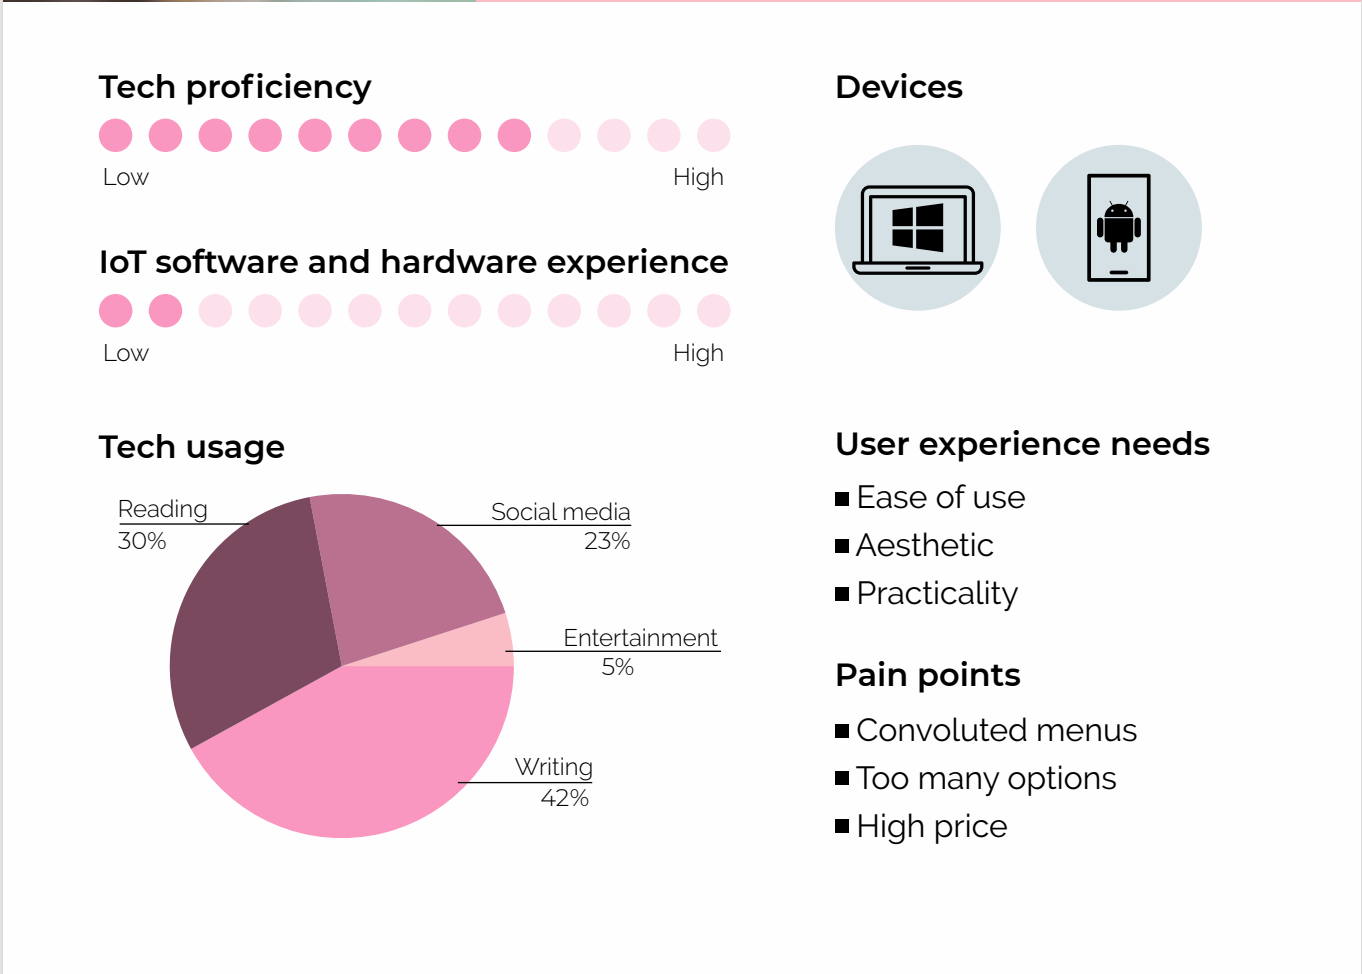 Tech proficiency
Low High
IoT software and hardware experience
Low High
Tech usage
Reading
30%
Social media
23%
Entertainment
5%
Writing
42%
Devices
User experience needs
Ease of use
Aesthetic
Practicality
Pain points
Convoluted menus
Too many options
High price